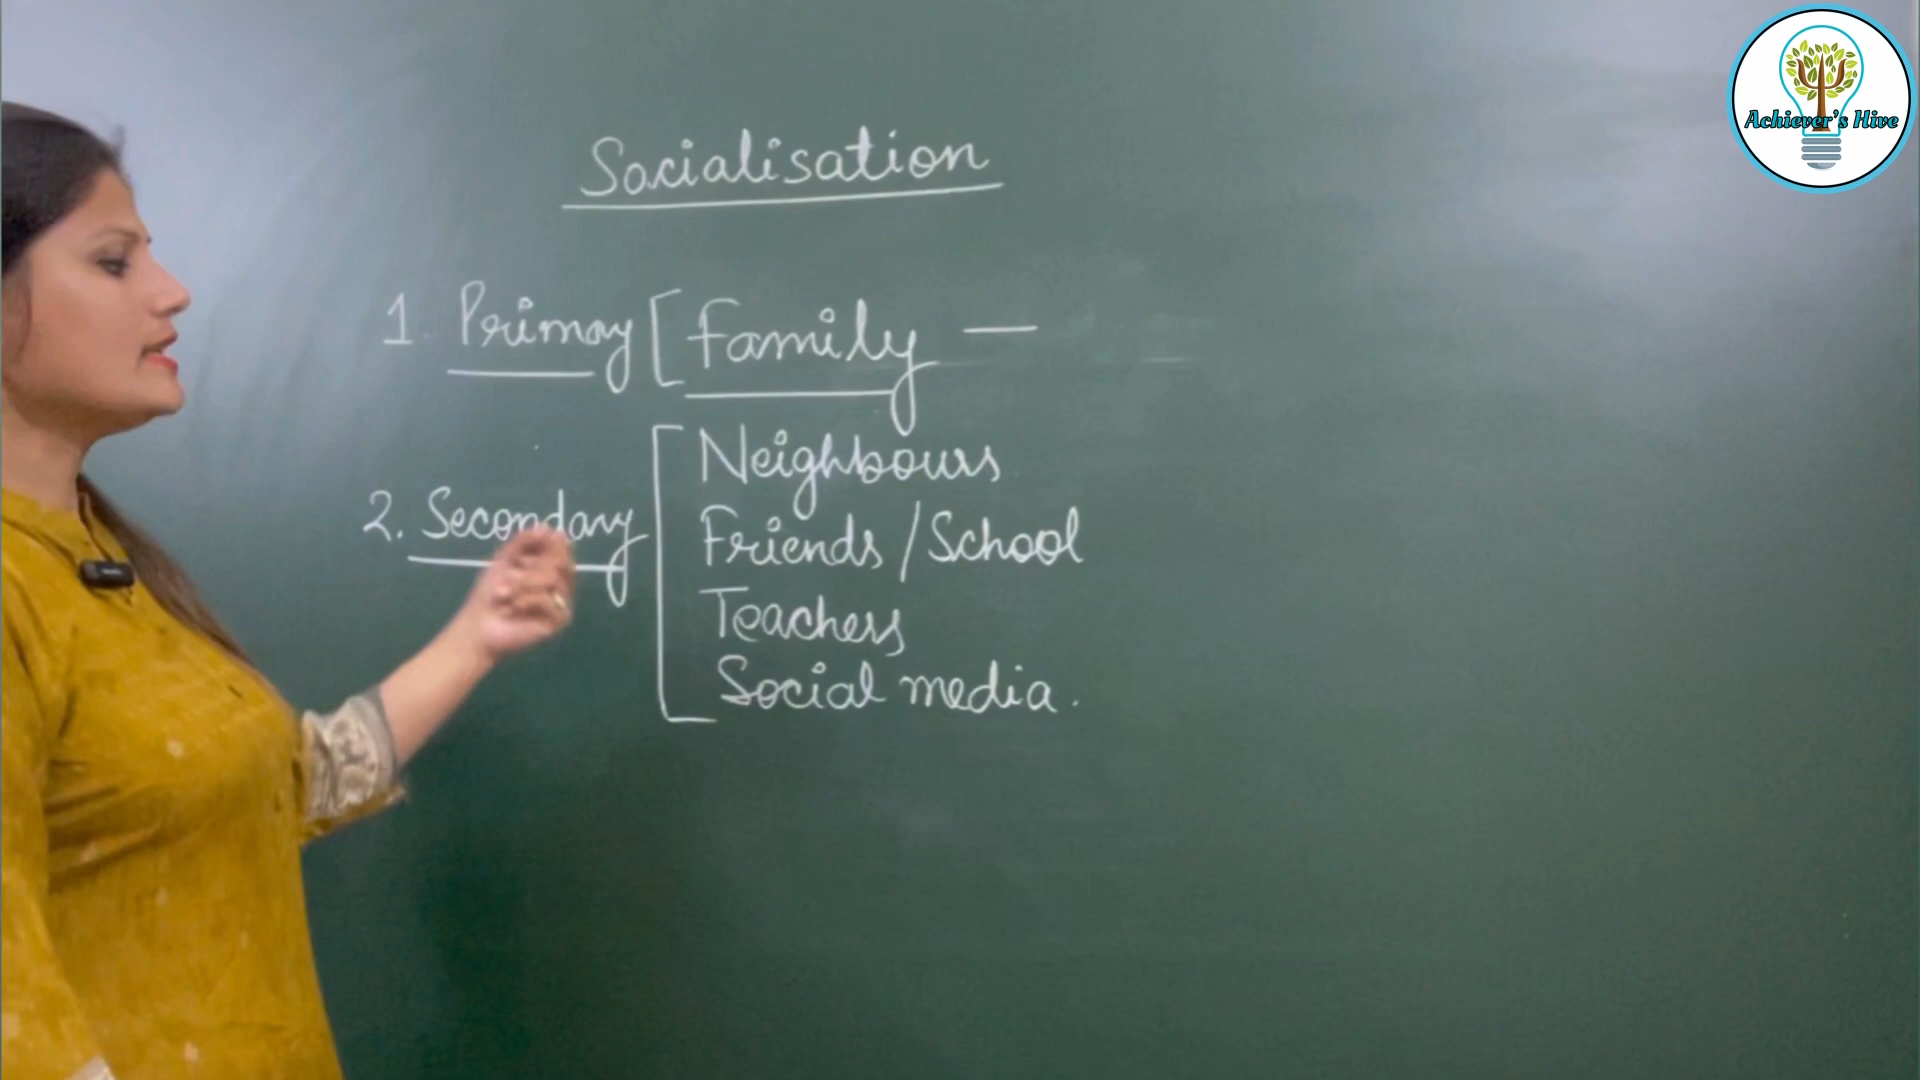 Achiever's Hive
Socialisation
1. Primary [ Family —
2. Secondary [ Neighbours
Friends / School
Teachers
Social media.